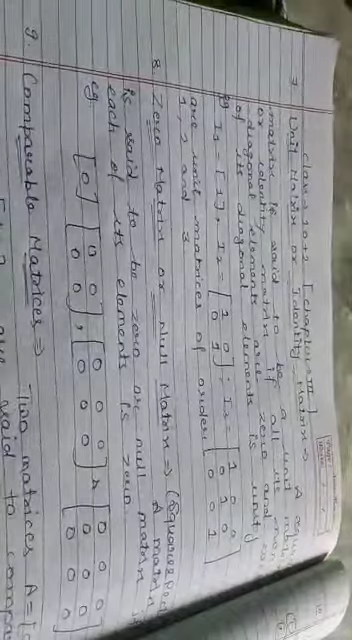 Class 10+2 [Chapter III]
7. Unit Matrix or Identity Matrix ⇒ A square
matrix is said to be a unit matrix
or identity matrix if all its non-
diagonal elements are zero and
of its diagonal elements is unity
eg I₁ = [1], I₂ = [1 0; 0 1]; I₃ = [1 0 0; 0 1 0; 0 0 1]
are unit matrices of order
1, 2 and 3
8. Zero Matrix or Null Matrix ⇒
A matrix
is said to be zero or null matrix if
each of its elements is zero.
eg. [0], [0 0; 0 0], [0 0 0; 0 0 0], [0 0 0; 0 0 0; 0 0 0]
9. Comparable Matrices ⇒ Two matrices A = [
are said to